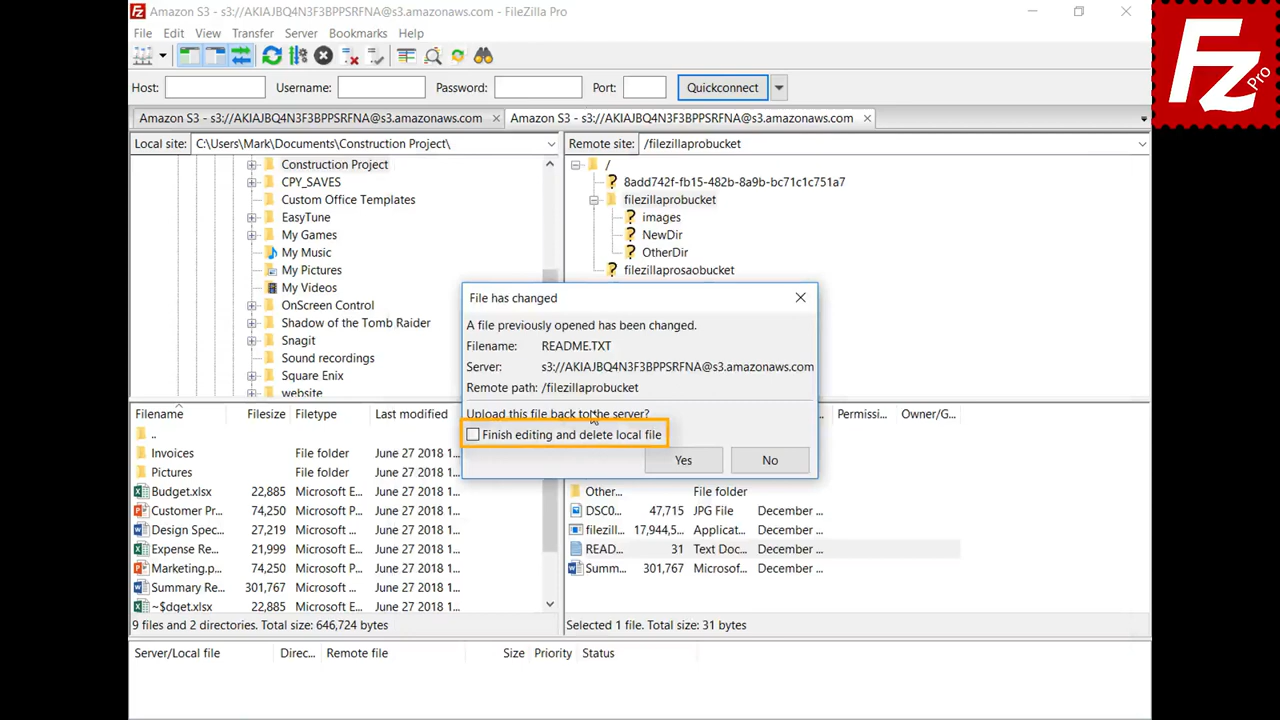 Amazon S3 - s3://AKIAJBQ4N3F3BPPSRFNA@s3.amazonaws.com - FileZilla Pro
Fz Pro
File Edit View Transfer Server Bookmarks Help
Host: Username: Password: Port: Quickconnect
Amazon S3 - s3://AKIAJBQ4N3F3BPPSRFNA@s3.amazonaws.com Amazon S3 - s3://AKIAJBQ4N3F3BPPSRFNA@s3.amazonaws.com
Local site: C:\Users\Mark\Documents\Construction Project\
Construction Project
CPY_SAVES
Custom Office Templates
EasyTune
My Games
My Music
My Pictures
My Videos
OnScreen Control
Shadow of the Tomb Raider
Snagit
Sound recordings
Square Enix
website
Remote site: /filezillaprobucket
/
8add742f-fb15-482b-8a9b-bc71c1c751a7
filezillaprobucket
images
NewDir
OtherDir
filezillaprosaobucket
File has changed
A file previously opened has been changed.
Filename: README.TXT
Server: s3://AKIAJBQ4N3F3BPPSRFNA@s3.amazonaws.com
Remote path: /filezillaprobucket
Upload this file back to the server?
Finish editing and delete local file
Yes No
Filename Filesize Filetype Last modified
..
Invoices File folder June 27 2018 1...
Pictures File folder June 27 2018 1...
Budget.xlsx 22,885 Microsoft E... June 27 2018 1...
Customer Pr... 74,250 Microsoft P... June 27 2018 1...
Design Spec... 27,219 Microsoft ... June 27 2018 1...
Expense Re... 21,999 Microsoft E... June 27 2018 1...
Marketing.p... 74,250 Microsoft P... June 27 2018 1...
Summary Re... 301,767 Microsoft ... June 27 2018 1...
~$dget.xlsx 22,885 Microsoft E... June 27 2018 1...
9 files and 2 directories. Total size: 646,724 bytes
Permissi... Owner/G...
Other... File folder
DSC0... 47,715 JPG File December ...
filezill... 17,944,5... Applicat... December ...
READ... 31 Text Doc... December ...
Summ... 301,767 Microsof... December ...
Selected 1 file. Total size: 31 bytes
Server/Local file Direc... Remote file Size Priority Status